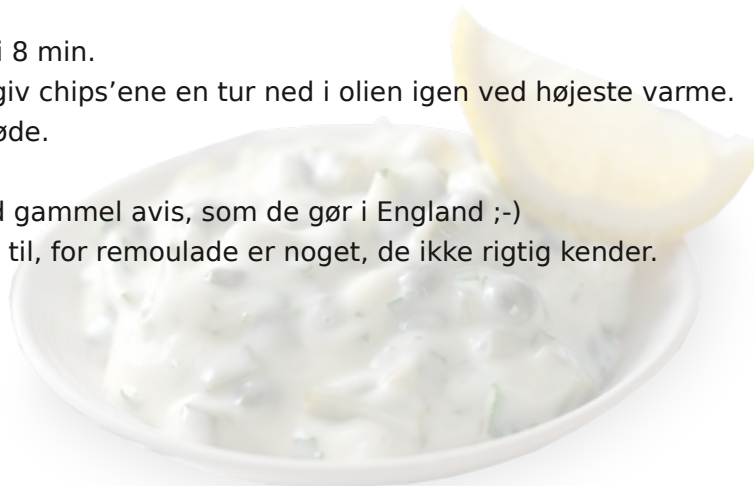 i 8 min.
giv chips’ene en tur ned i olien igen ved højeste varme.
øde.
d gammel avis, som de gør i England ;-)
til, for remoulade er noget, de ikke rigtig kender.